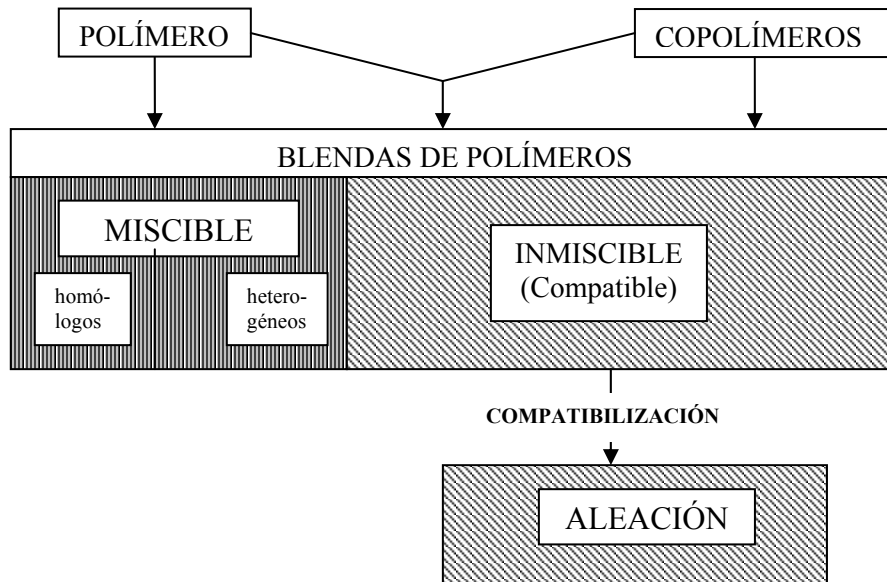 POLÍMERO
COPOLÍMEROS
BLENDAS DE POLÍMEROS
MISCIBLE
homó-
logos
hetero-
géneos
INMISCIBLE
(Compatible)
COMPATIBILIZACIÓN
ALEACIÓN